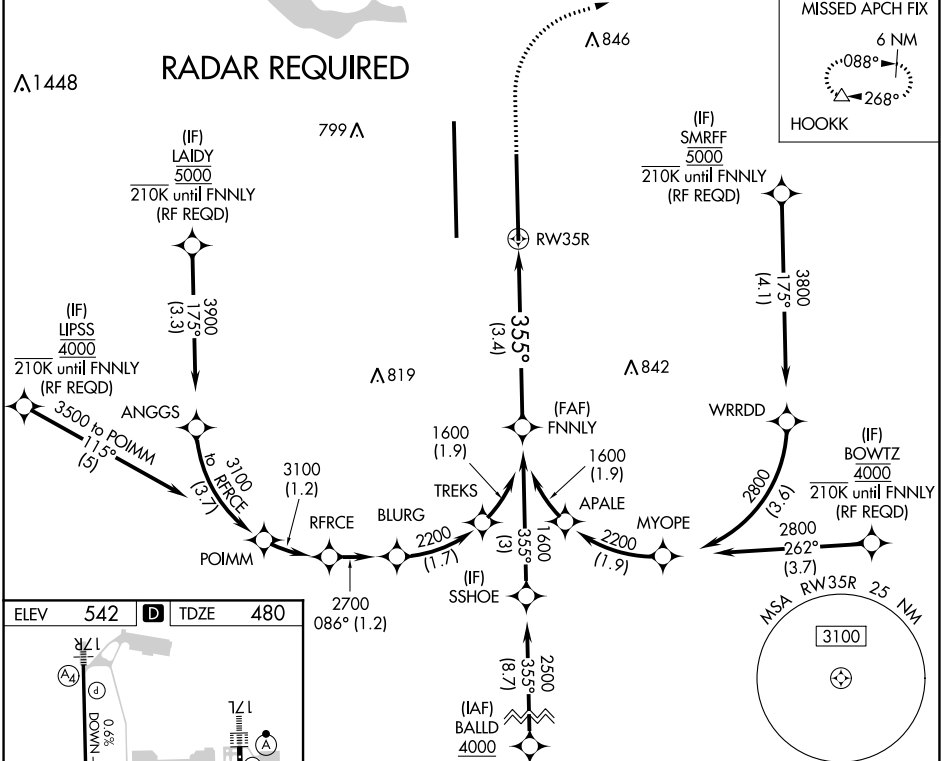 MISSED APCH FIX
6 NM
088°
268°
HOOKK
846
RADAR REQUIRED
1448
799
(IF)
LAIDY
5000
210K until FNNLY
(RF REQD)
(IF)
SMRFF
5000
210K until FNNLY
(RF REQD)
RW35R
3900
175°
(3.3)
355°
(3.4)
3800
175°
(4.1)
(IF)
LIPSS
4000
210K until FNNLY
(RF REQD)
819
842
ANGGS
(FAF)
FNNLY
WRRDD
3500 to POIMM
115°
(5)
3100
to RFRCE
(3.7)
3100
(1.2)
1600
(1.9)
1600
(1.9)
(IF)
BOWTZ
4000
210K until FNNLY
(RF REQD)
2800
(3.6)
TREKS
APALE
POIMM
RFRCE
BLURG
MYOPE
2200
(1.7)
1600
355°
(3)
2200
(1.9)
2800
262°
(3.7)
2700
086° (1.2)
(IF)
SSHOE
2500
355°
(8.7)
(IAF)
BALLD
4000
MSA RW35R 25 NM
3100
ELEV 542 D TDZE 480
17R
A4
P
0.6%
DOWN
17L
A